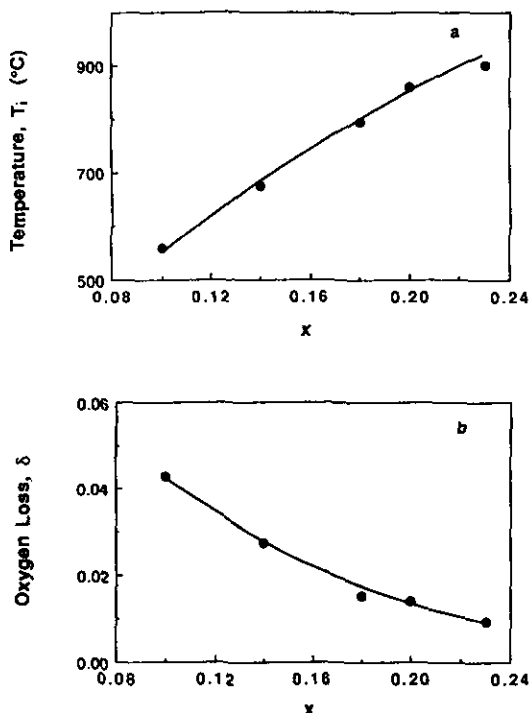 a
Temperature, Tᵢ (°C)
900
700
500
0.08 0.12 0.16 0.20 0.24
x
b
Oxygen Loss, δ
0.06
0.04
0.02
0.00
0.08 0.12 0.16 0.20 0.24
x